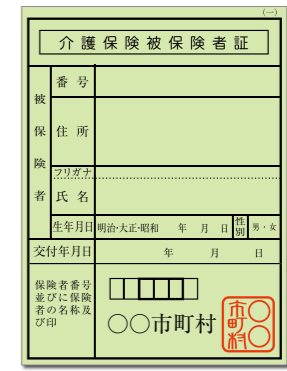 (一)
介護保険被保険者証
被保険者
番号
住所
フリガナ
氏名
生年月日 明治・大正・昭和 年 月 日 性別 男・女
交付年月日 年 月 日
保険者番号
並びに保険
者の名称及
び印
〇〇市町村
〇〇
市町村